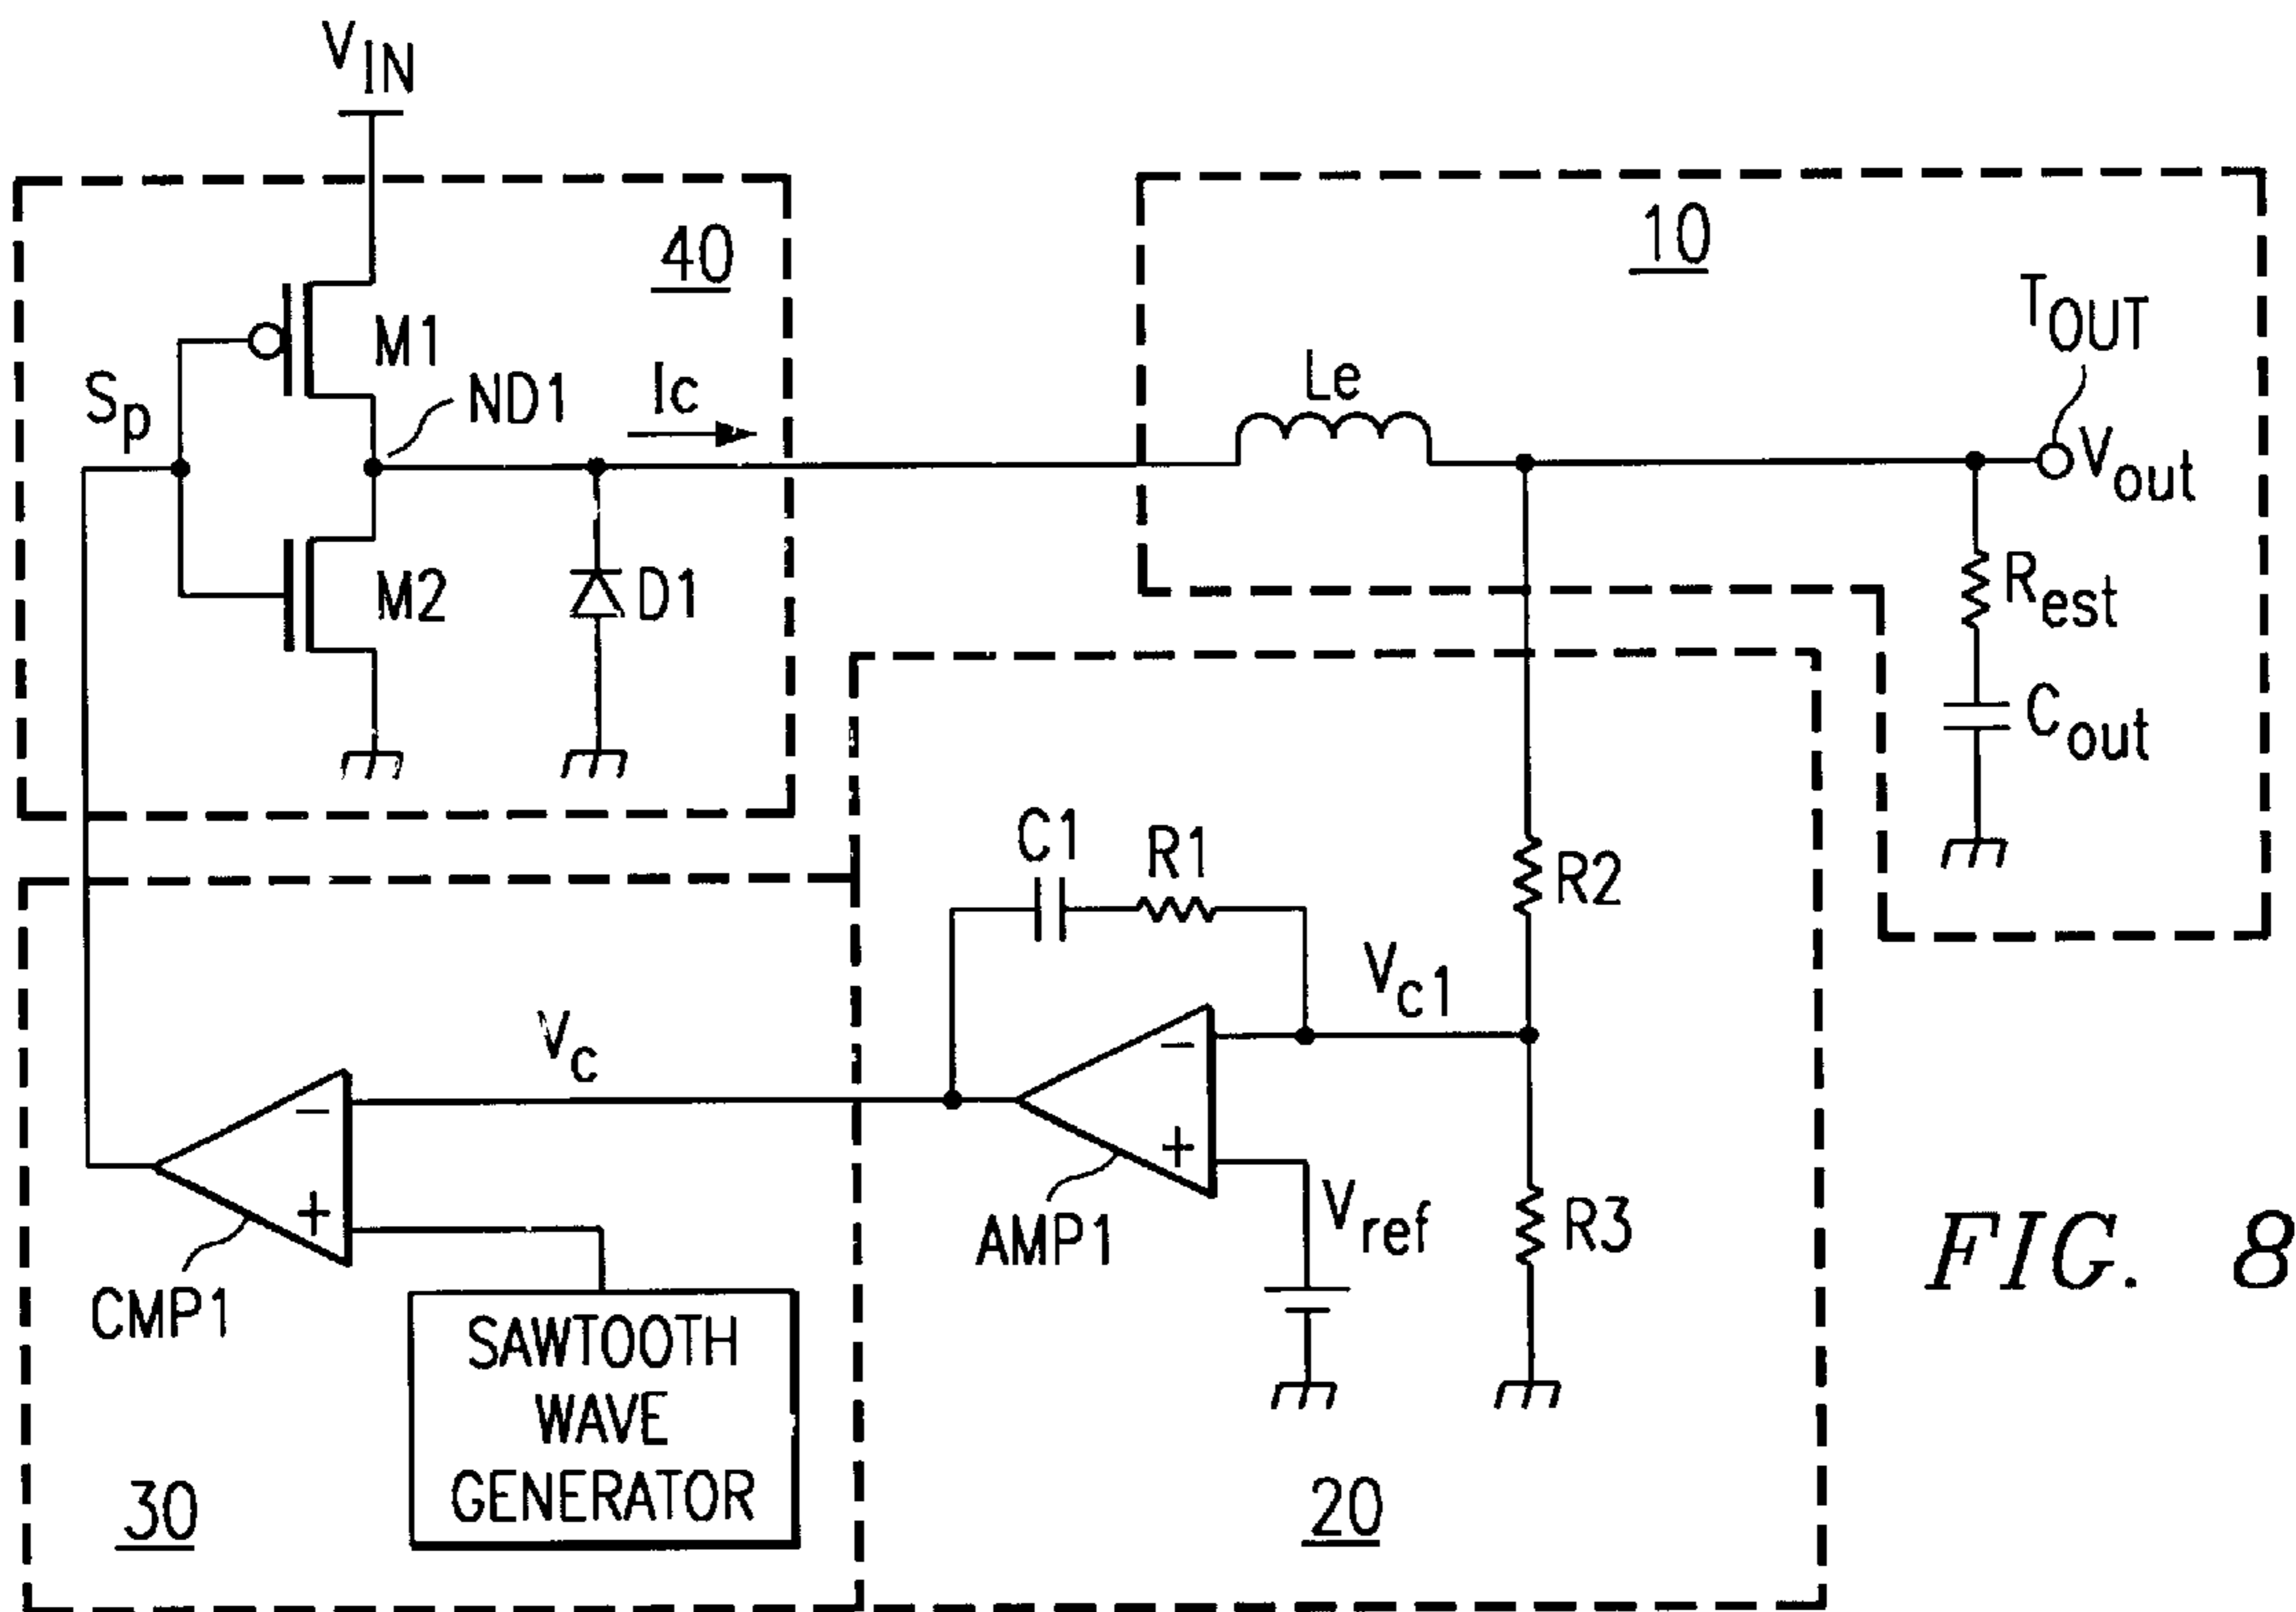 VIN
40
10
M1
TOUT
Sp
ND1
Ic
Le
Vout
M2
D1
Rest
Cout
C1
R1
R2
Vc1
Vc
−
+
−
+
AMP1
Vref
R3
CMP1
SAWTOOTH
WAVE
GENERATOR
30
20
FIG. 8